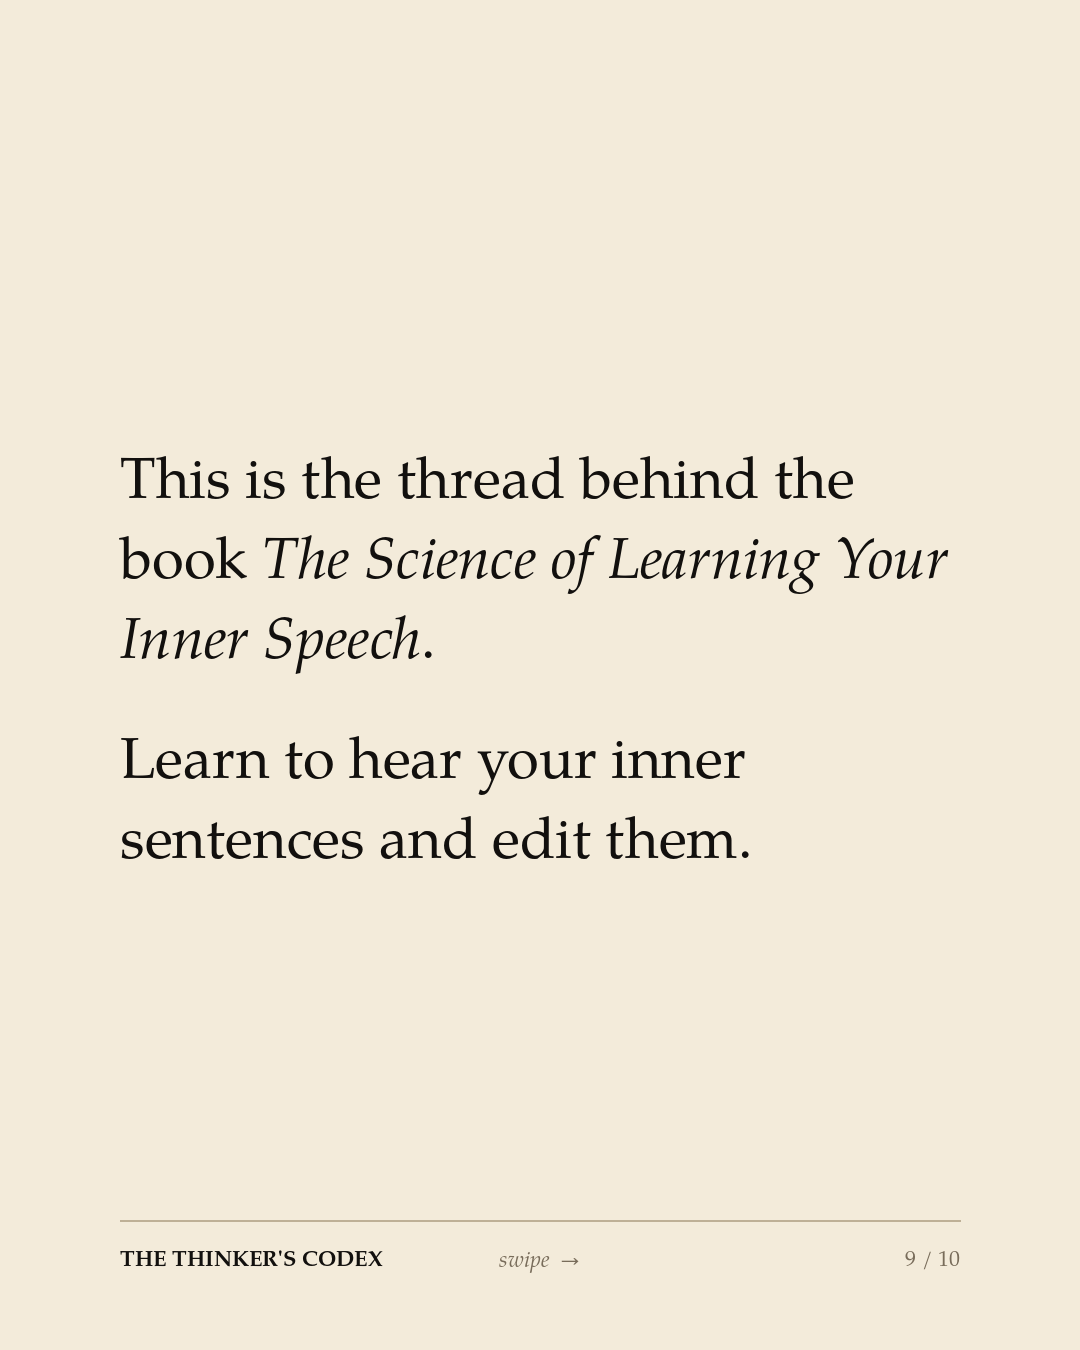 This is the thread behind the
book The Science of Learning Your
Inner Speech.
Learn to hear your inner
sentences and edit them.
THE THINKER'S CODEX
swipe →
9 / 10